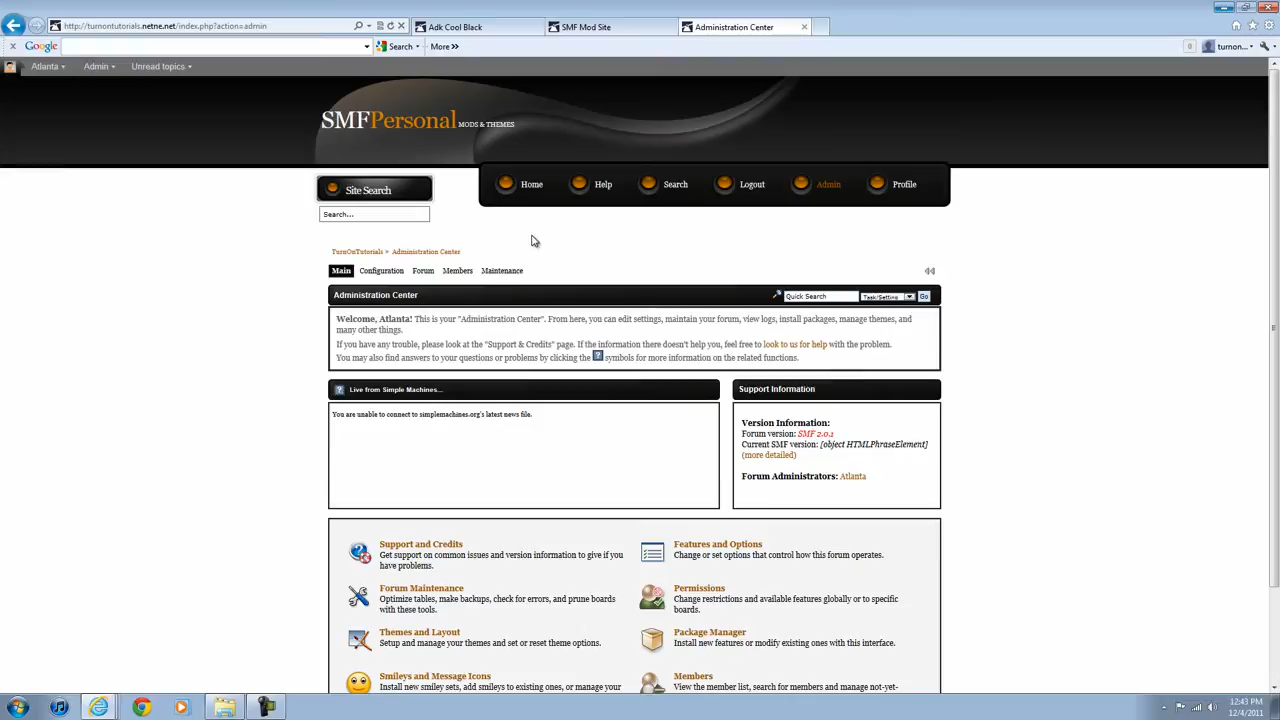 http://turnontutorials.netne.net/index.php?action=admin
Adk Cool Black
SMF Mod Site
Administration Center
x Google
Search
More »
0
turnon...
Atlanta
Admin
Unread topics
SMFPersonal MODS & THEMES
Site Search
Home
Help
Search
Logout
Admin
Profile
Search...
TurnOnTutorials » Administration Center
Main
Configuration
Forum
Members
Maintenance
Administration Center
Quick Search
Task/Setting
Go
Welcome, Atlanta! This is your "Administration Center". From here, you can edit settings, maintain your forum, view logs, install packages, manage themes, and
many other things.
If you have any trouble, please look at the "Support & Credits" page. If the information there doesn't help you, feel free to look to us for help with the problem.
You may also find answers to your questions or problems by clicking the ? symbols for more information on the related functions.
Live from Simple Machines...
You are unable to connect to simplemachines.org's latest news file.
Support Information
Version Information:
Forum version: SMF 2.0.1
Current SMF version: [object HTMLPhraseElement]
(more detailed)
Forum Administrators: Atlanta
Support and Credits
Get support on common issues and version information to give if you
have problems.
Features and Options
Change or set options that control how this forum operates.
Forum Maintenance
Optimize tables, make backups, check for errors, and prune boards
with these tools.
Permissions
Change restrictions and available features globally or to specific
boards.
Themes and Layout
Setup and manage your themes and set or reset theme options.
Package Manager
Install new features or modify existing ones with this interface.
Smileys and Message Icons
Install new smiley sets, add smileys to existing ones, or manage your
Members
View the member list, search for members and manage not-yet-
12:43 PM
12/4/2011